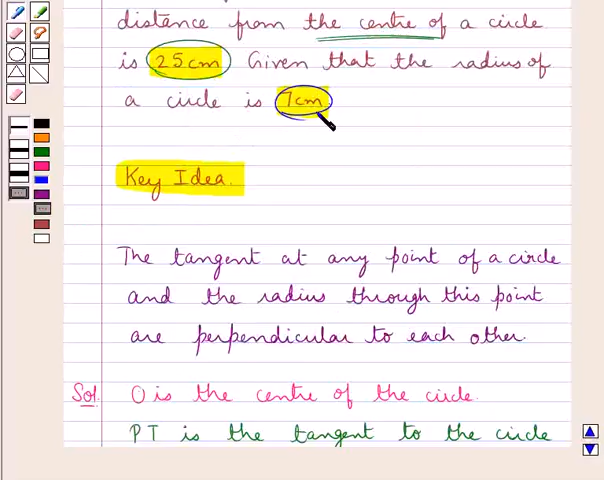 distance from the centre of a circle
is 25cm Given that the radius of
a circle is 7cm.
Key Idea.
The tangent at any point of a circle
and the radius through this point
are perpendicular to each other.
Sol. O is the centre of the circle.
PT is the tangent to the circle